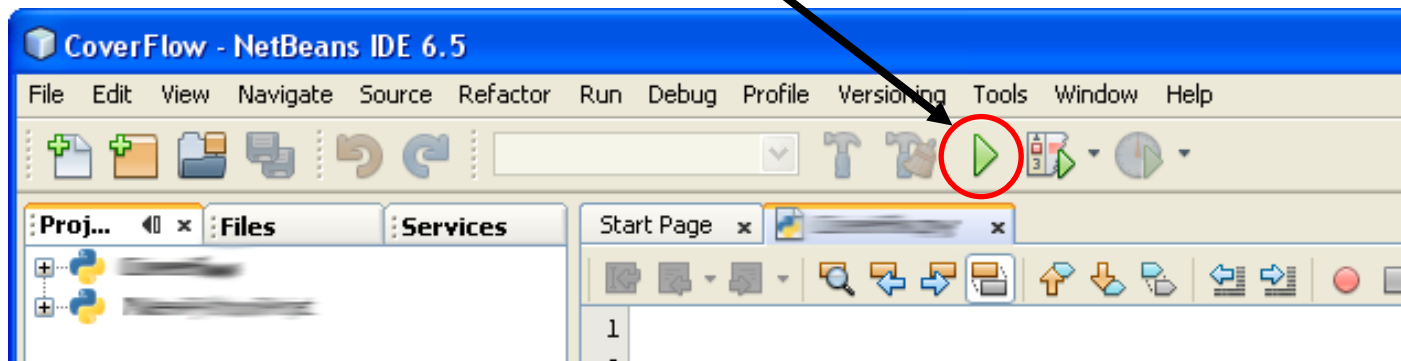 CoverFlow - NetBeans IDE 6.5
File Edit View Navigate Source Refactor Run Debug Profile Versioning Tools Window Help
Proj... Files Services Start Page
1